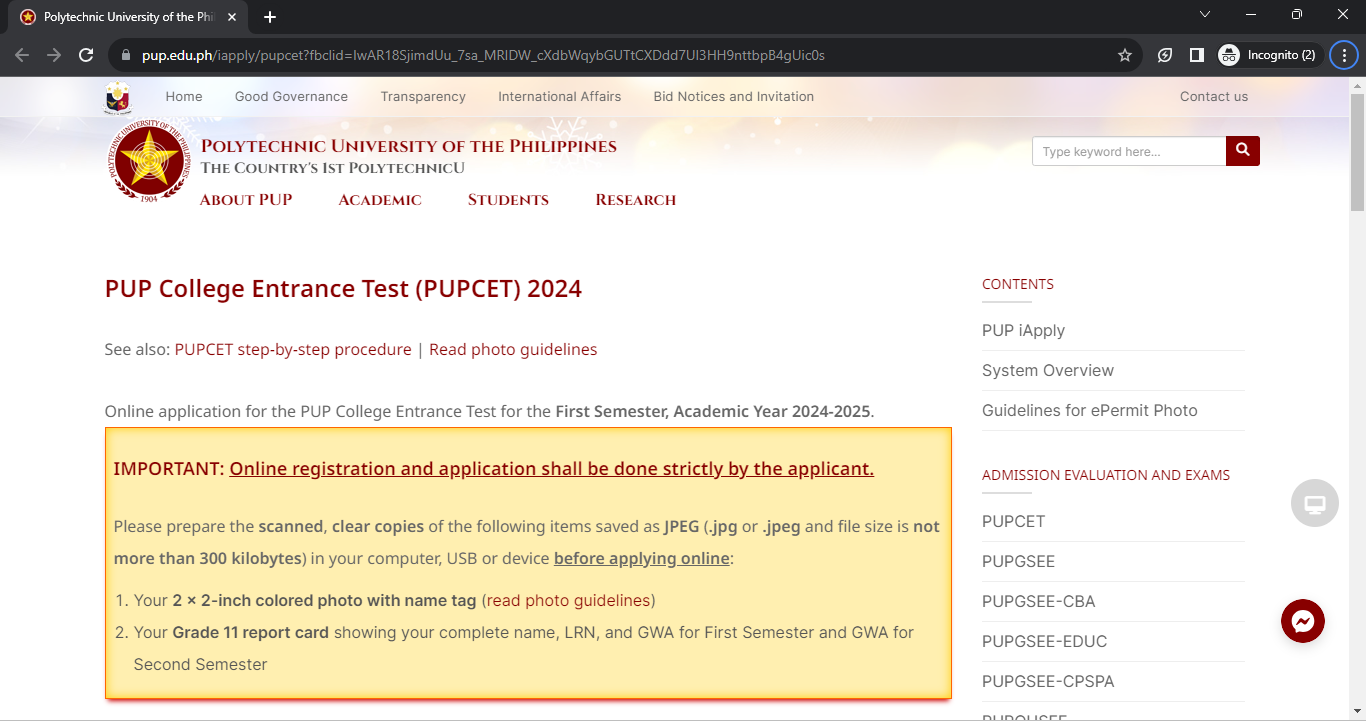 Polytechnic University of the Phi
pup.edu.ph/iapply/pupcet?fbclid=IwAR18SjimdUu_7sa_MRIDW_cXdbWqybGUTtCXDdd7UI3HH9nttbpB4gUic0s
Incognito (2)
Home
Good Governance
Transparency
International Affairs
Bid Notices and Invitation
Contact us
POLYTECHNIC UNIVERSITY OF THE PHILIPPINES
1904
Polytechnic University of the Philippines
The Country's 1st PolytechnicU
Type keyword here...
About PUP
Academic
Students
Research
PUP College Entrance Test (PUPCET) 2024
See also: PUPCET step-by-step procedure | Read photo guidelines
Online application for the PUP College Entrance Test for the First Semester, Academic Year 2024-2025.
IMPORTANT: Online registration and application shall be done strictly by the applicant.
Please prepare the scanned, clear copies of the following items saved as JPEG (.jpg or .jpeg and file size is not
more than 300 kilobytes) in your computer, USB or device before applying online:
1. Your 2 × 2-inch colored photo with name tag (read photo guidelines)
2. Your Grade 11 report card showing your complete name, LRN, and GWA for First Semester and GWA for
Second Semester
CONTENTS
PUP iApply
System Overview
Guidelines for ePermit Photo
ADMISSION EVALUATION AND EXAMS
PUPCET
PUPGSEE
PUPGSEE-CBA
PUPGSEE-EDUC
PUPGSEE-CPSPA
PUPOUSEE